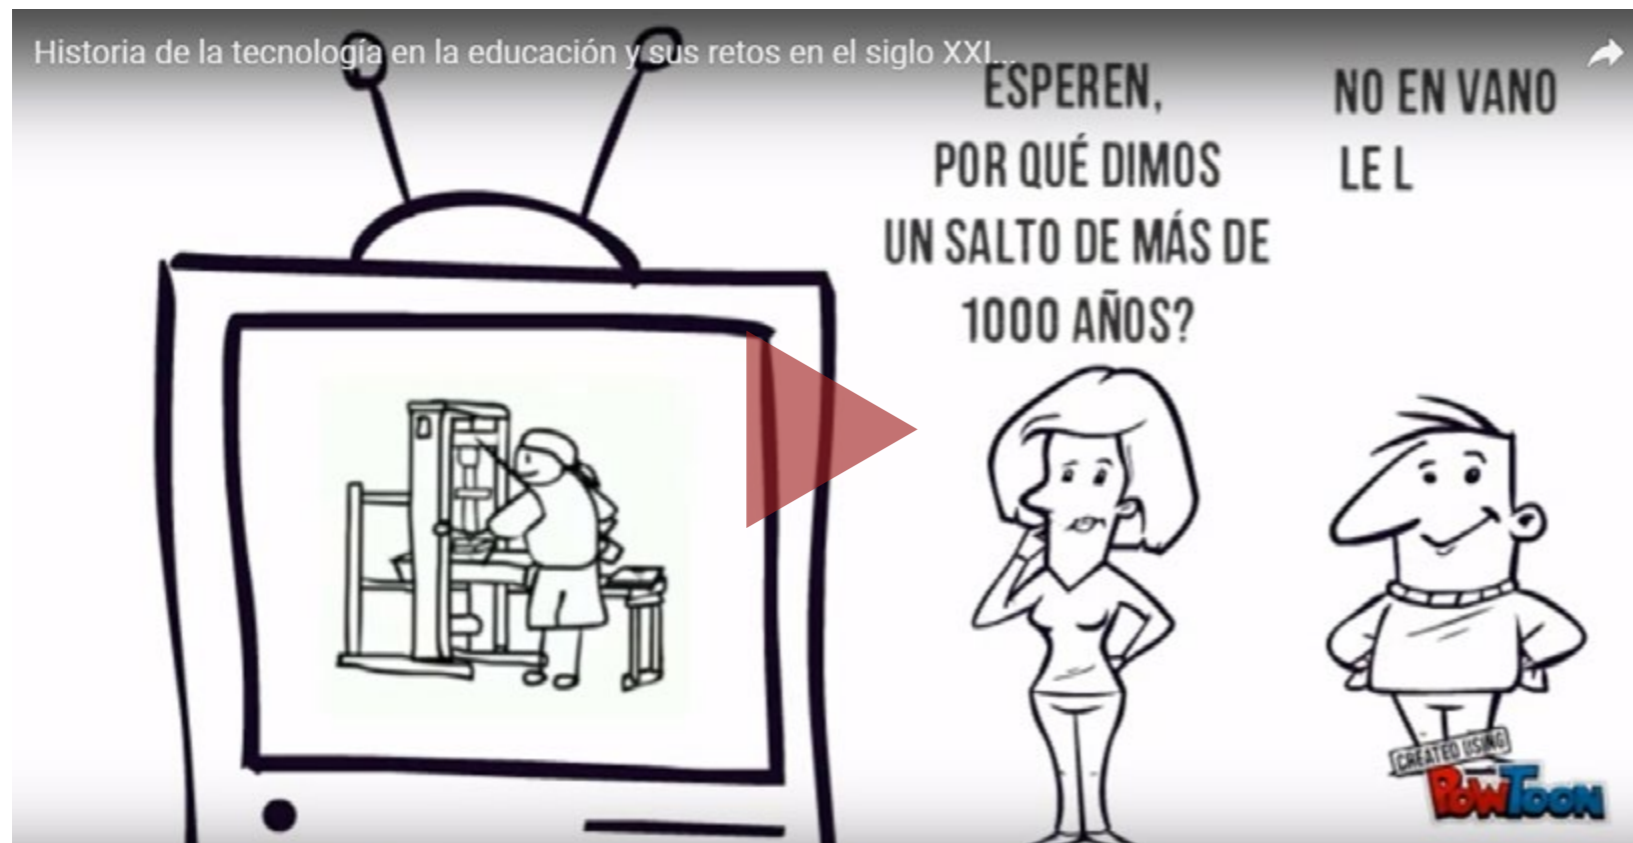 Historia de la tecnología en la educación y sus retos en el siglo XXI...
ESPEREN,
POR QUÉ DIMOS
UN SALTO DE MÁS DE
1000 AÑOS?
NO EN VANO
LE L
CREATED USING
POWTOON